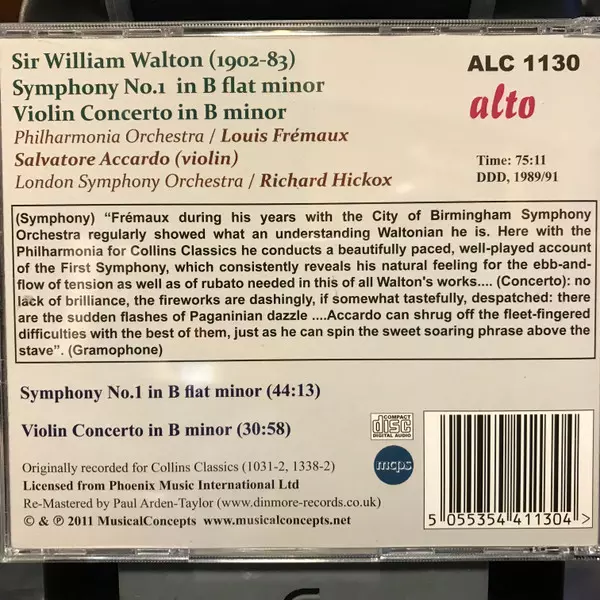 Sir William Walton (1902-83)
ALC 1130
Symphony No.1 in B flat minor
alto
Violin Concerto in B minor
Philharmonia Orchestra / Louis Frémaux
Salvatore Accardo (violin)
Time: 75:11
London Symphony Orchestra / Richard Hickox
DDD, 1989/91
(Symphony) “Frémaux during his years with the City of Birmingham Symphony
Orchestra regularly showed what an understanding Waltonian he is. Here with the
Philharmonia for Collins Classics he conducts a beautifully paced, well-played account
of the First Symphony, which consistently reveals his natural feeling for the ebb-and-
flow of tension as well as of rubato needed in this of all Walton's works.... (Concerto): no
lack of brilliance, the fireworks are dashingly, if somewhat tastefully, despatched: there
are the sudden flashes of Paganinian dazzle ....Accardo can shrug off the fleet-fingered
difficulties with the best of them, just as he can spin the sweet soaring phrase above the
stave”. (Gramophone)
Symphony No.1 in B flat minor (44:13)
Violin Concerto in B minor (30:58)
COMPACT
disc
DIGITAL AUDIO
Originally recorded for Collins Classics (1031-2, 1338-2)
mcps
Licensed from Phoenix Music International Ltd
Re-Mastered by Paul Arden-Taylor (www.dinmore-records.co.uk)
© & ℗ 2011 MusicalConcepts www.musicalconcepts.net
5 055354 411304 >